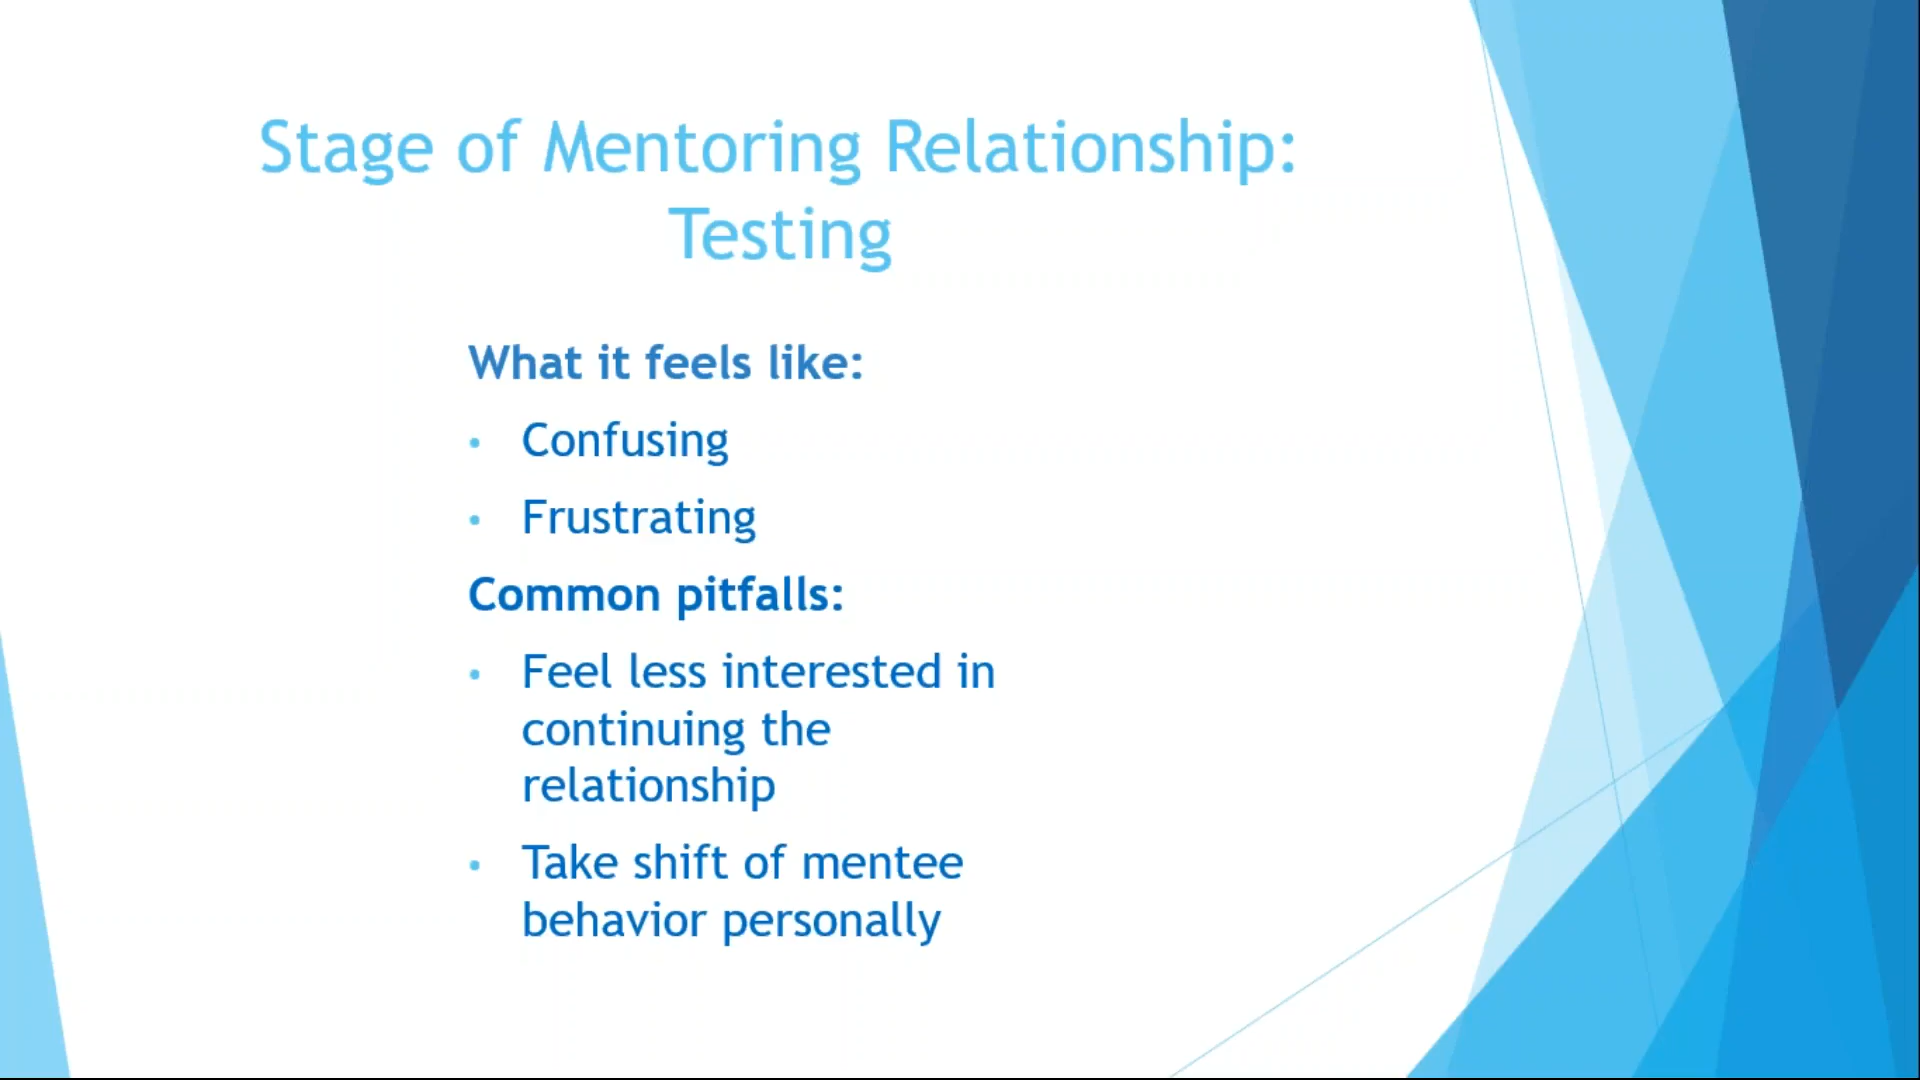 Stage of Mentoring Relationship:
Testing
What it feels like:
• Confusing
• Frustrating
Common pitfalls:
• Feel less interested in
continuing the
relationship
• Take shift of mentee
behavior personally